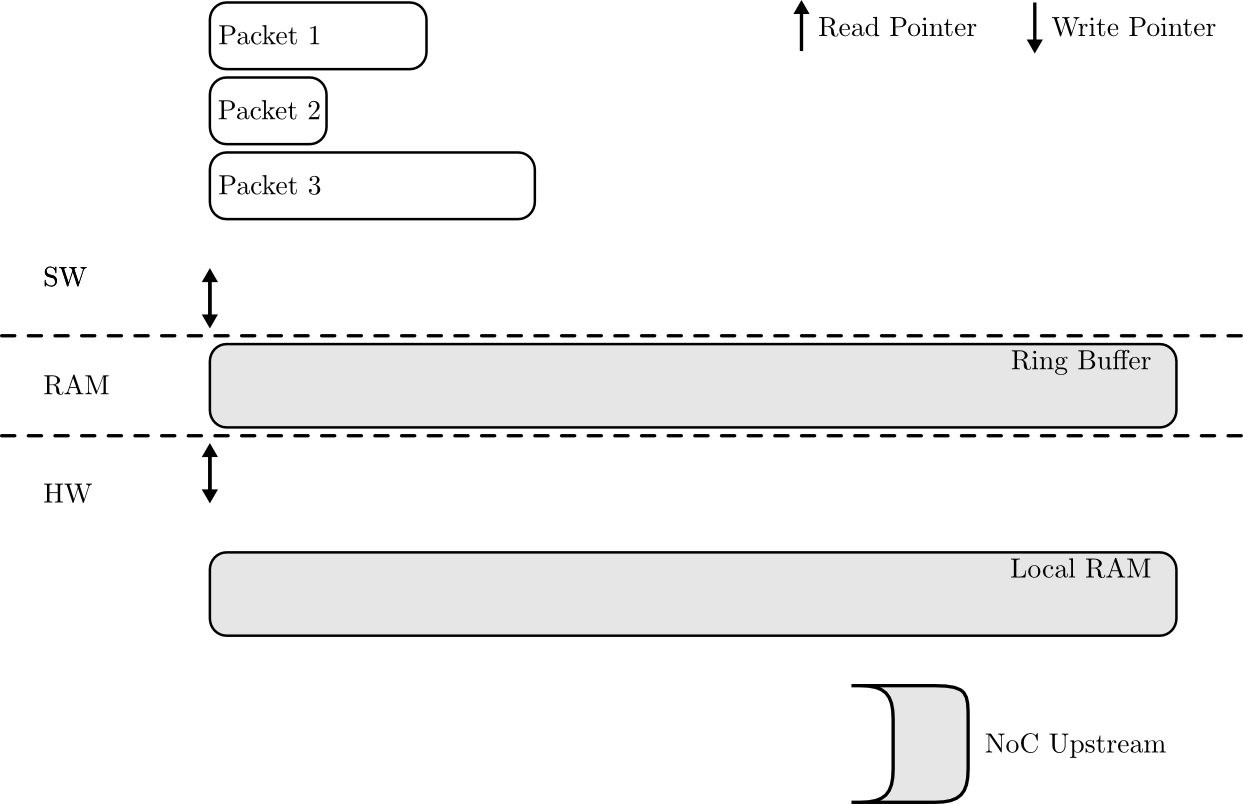 Packet 1
Read Pointer
Write Pointer
Packet 2
Packet 3
SW
Ring Buffer
RAM
HW
Local RAM
NoC Upstream